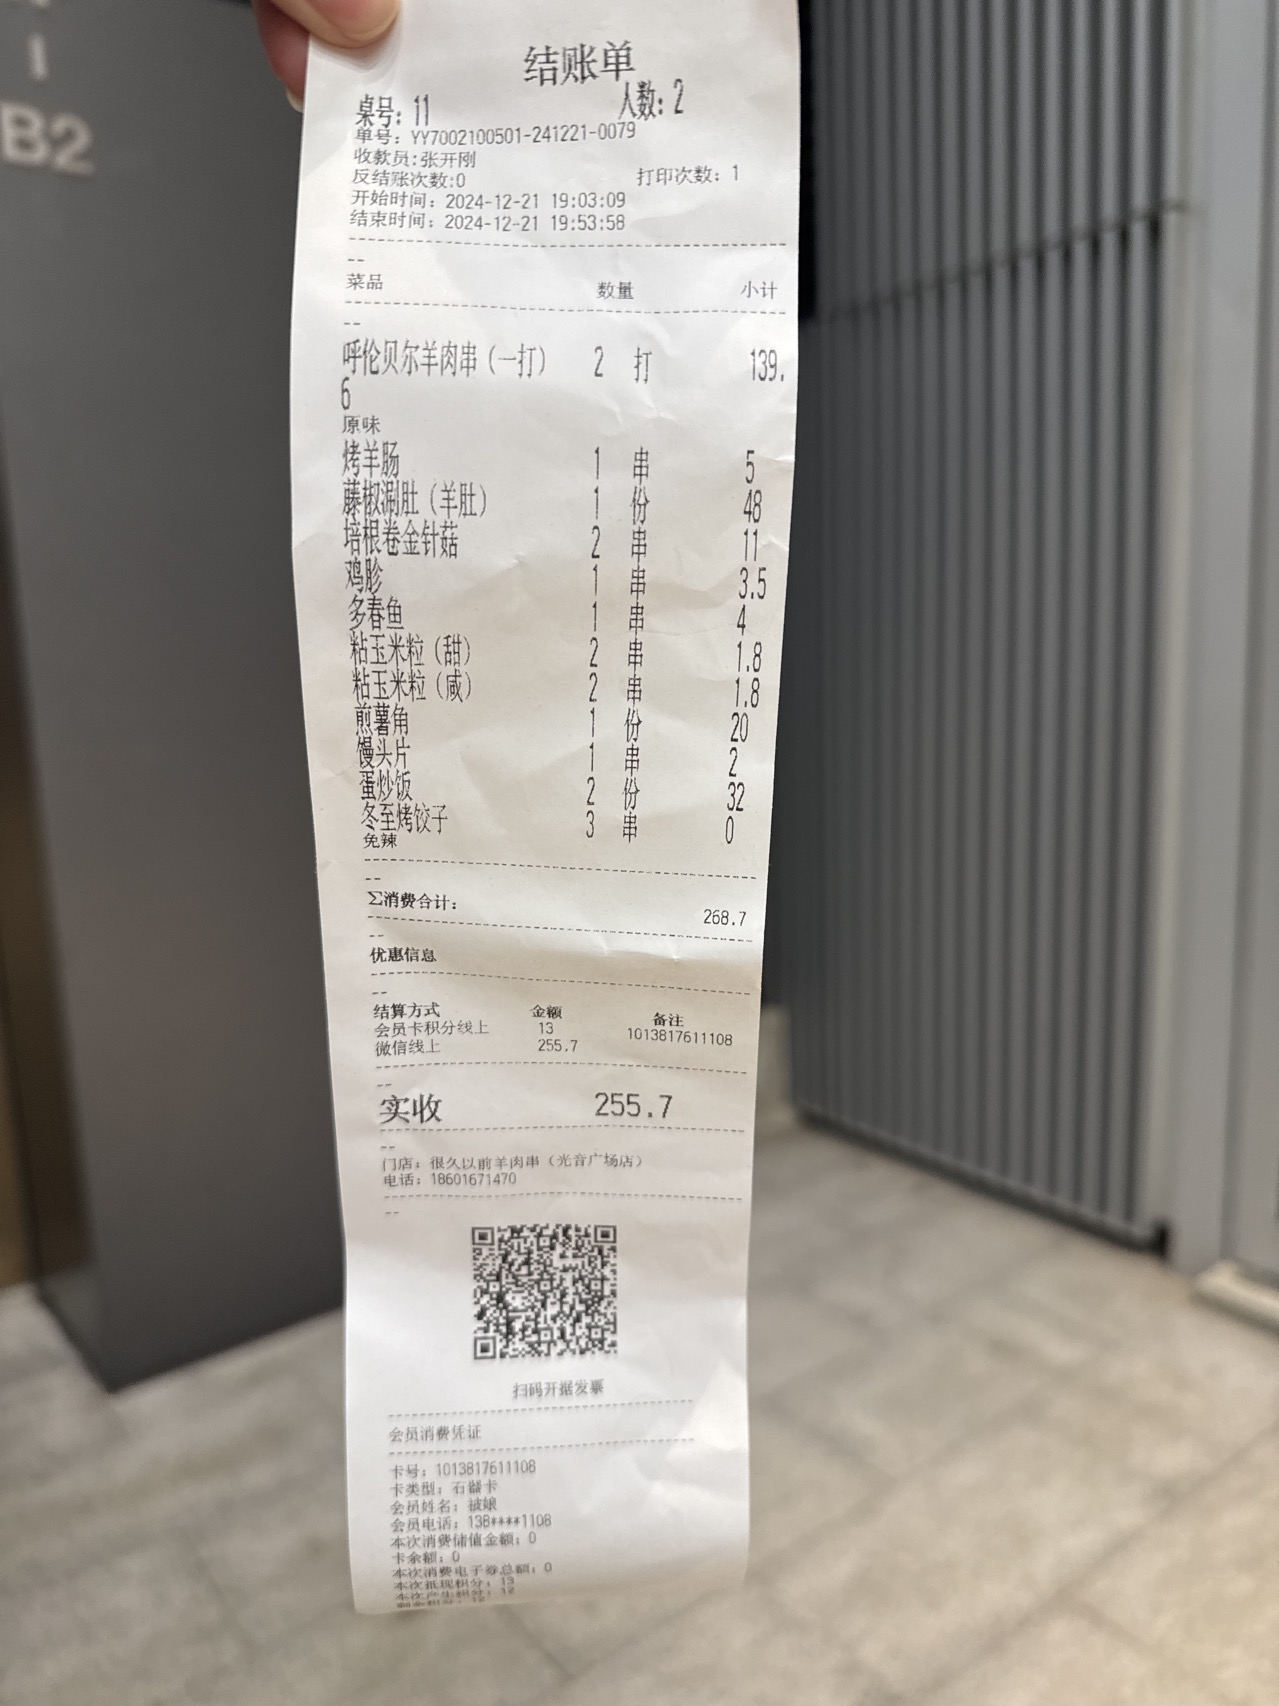 B2
结账单
桌号：11 人数：2
单号：YY7002100501-241221-0079
收款员:张开刚
反结账次数:0 打印次数：1
开始时间：2024-12-21 19:03:09
结束时间：2024-12-21 19:53:58
--
菜品 数量 小计
--
呼伦贝尔羊肉串（一打） 2 打 139.
6
原味
烤羊肠 1 串 5
藤椒涮肚（羊肚） 1 份 48
培根卷金针菇 2 串 11
鸡胗 1 串 3.5
多春鱼 1 串 4
粘玉米粒（甜） 2 串 1.8
粘玉米粒（咸） 2 串 1.8
煎薯角 1 份 20
馒头片 1 串 2
蛋炒饭 2 份 32
冬至烤饺子 3 串 0
免辣
--
Σ消费合计： 268.7
--
优惠信息
--
结算方式 金额 备注
会员卡积分线上 13 1013817611108
微信线上 255.7
--
实收 255.7
--
门店：很久以前羊肉串（光音广场店）
电话：18601671470
--
扫码开据发票
会员消费凭证
卡号：1013817611108
卡类型：石器卡
会员姓名：被娘
会员电话：138****1108
本次消费储值金额：0
卡余额：0
本次消费电子券总额：0
本次抵现积分：13
本次产生积分：12